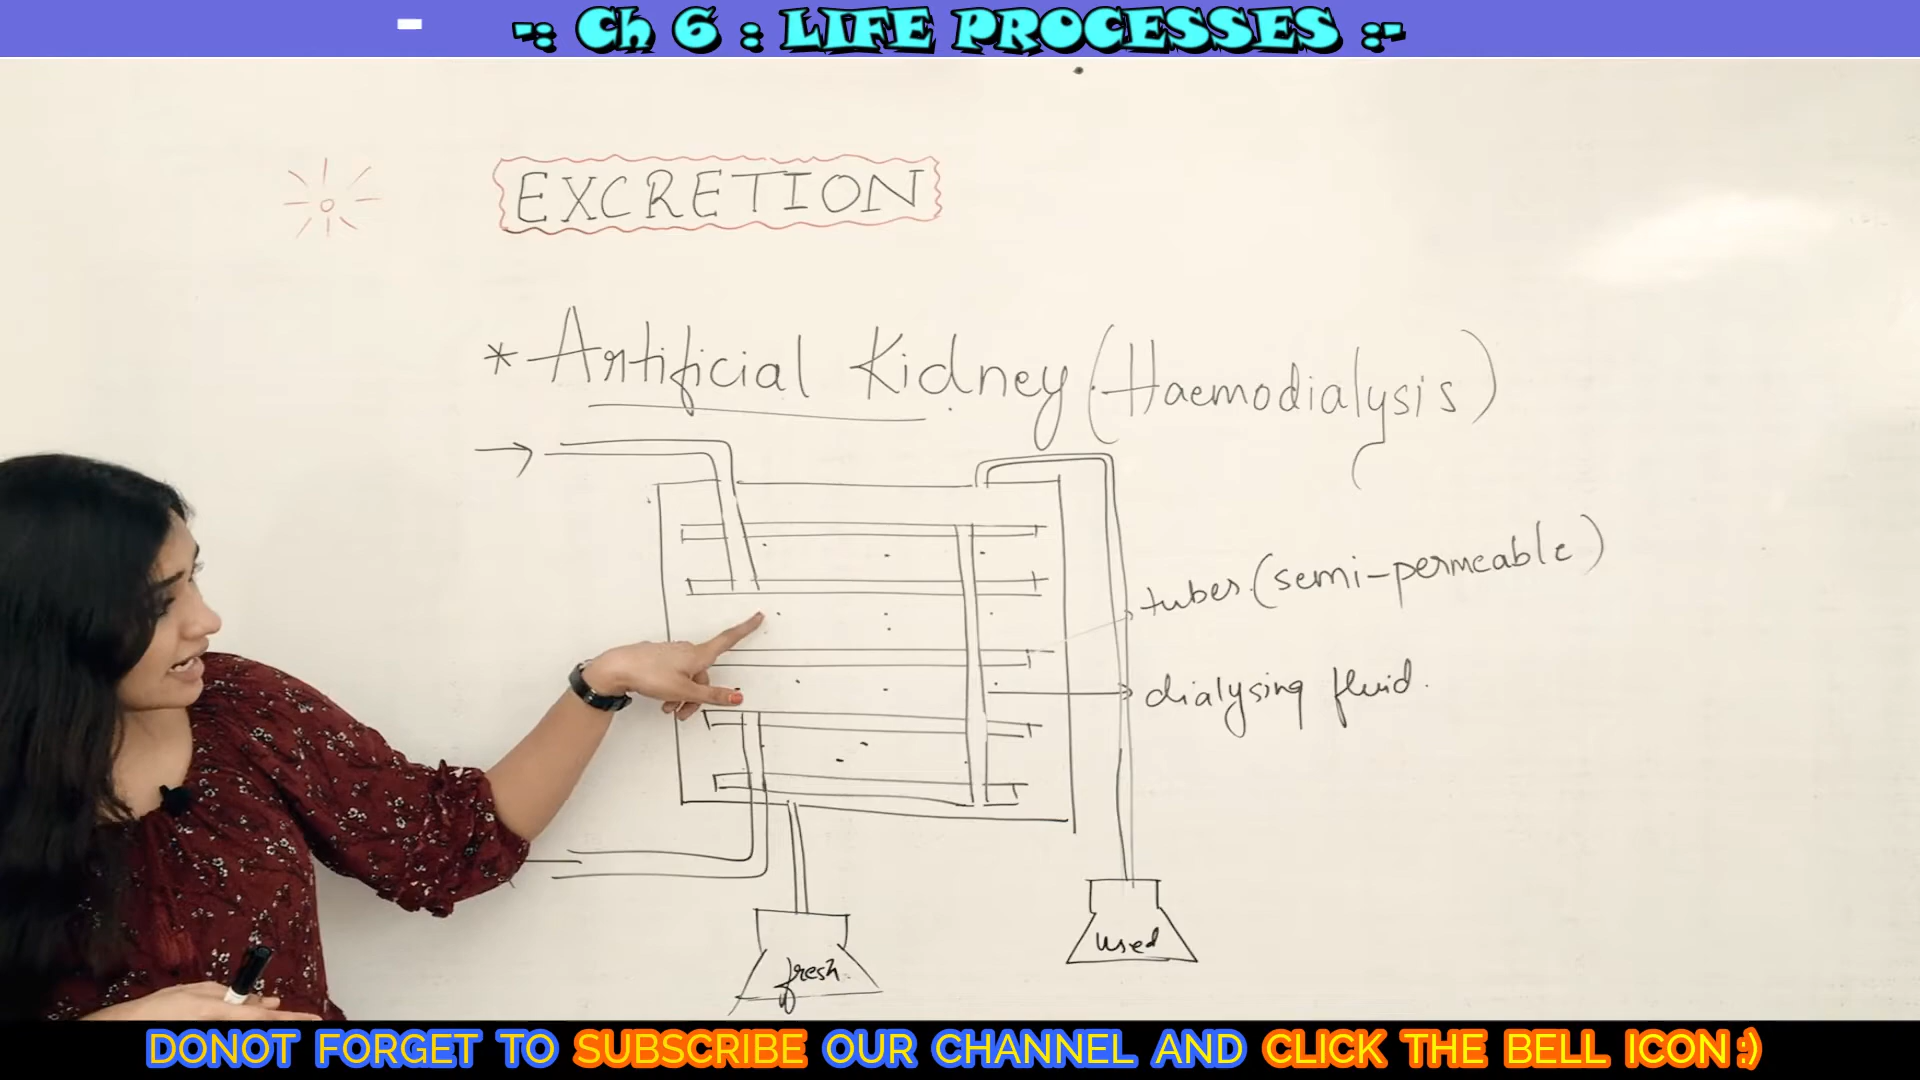 -: Ch 6 : LIFE PROCESSES :-
EXCRETION
* Artificial Kidney (Haemodialysis)
tubes (semi-permeable)
dialysing fluid.
used
fresh
DONOT FORGET TO SUBSCRIBE OUR CHANNEL AND CLICK THE BELL ICON :)